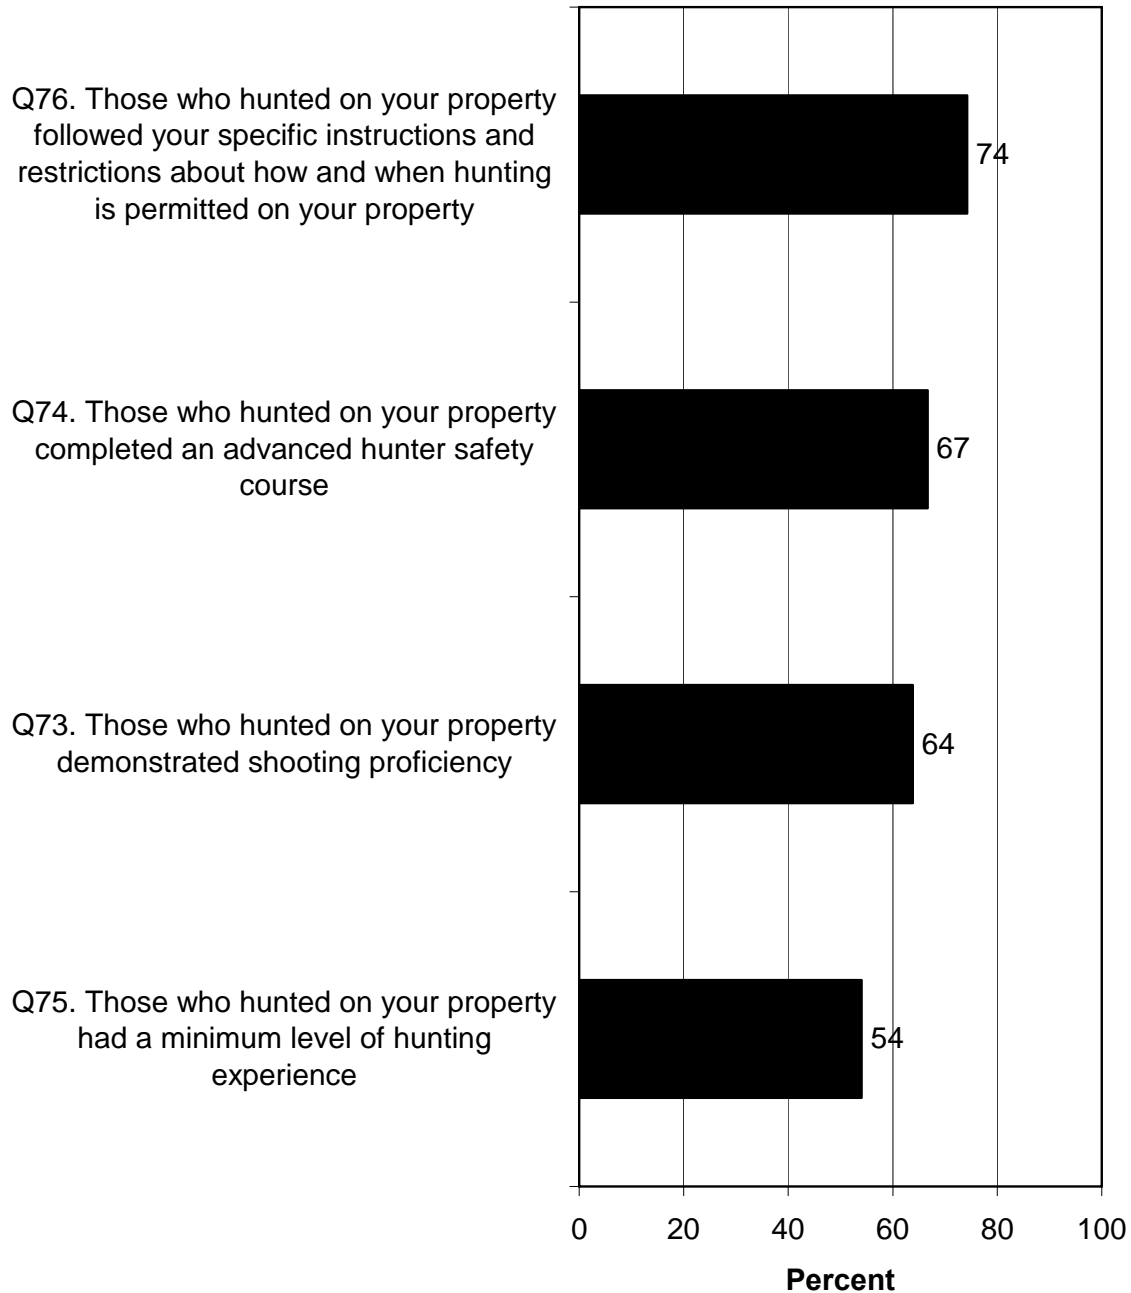 Q76. Those who hunted on your property
followed your specific instructions and
restrictions about how and when hunting
is permitted on your property
74
Q74. Those who hunted on your property
completed an advanced hunter safety
course
67
Q73. Those who hunted on your property
demonstrated shooting proficiency
64
Q75. Those who hunted on your property
had a minimum level of hunting
experience
54
0 20 40 60 80 100
Percent